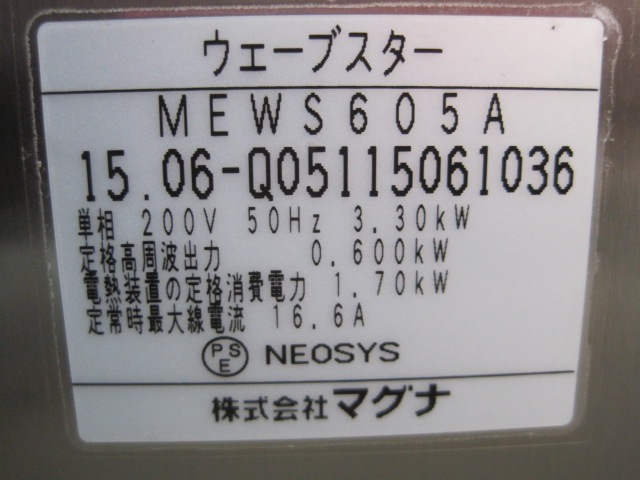 ウェーブスター
MEWS605A
15.06-Q05115061036
単相 200V 50Hz 3.30kW
定格高周波出力 0.600kW
電熱装置の定格消費電力 1.70kW
定常時最大線電流 16.6A
PSE NEOSYS
株式会社 マグナ